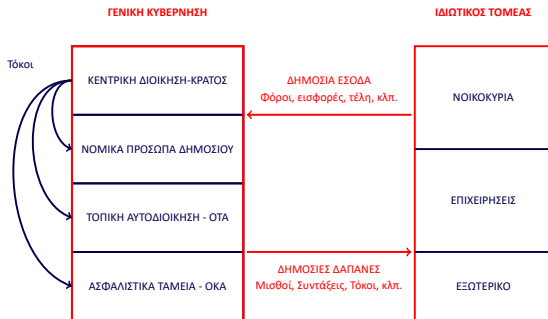 ΓΕΝΙΚΗ ΚΥΒΕΡΝΗΣΗ
ΙΔΙΩΤΙΚΟΣ ΤΟΜΕΑΣ
Τόκοι
ΚΕΝΤΡΙΚΗ ΔΙΟΙΚΗΣΗ-ΚΡΑΤΟΣ
ΔΗΜΟΣΙΑ ΕΣΟΔΑ
Φόροι, εισφορές, τέλη, κλπ.
ΝΟΙΚΟΚΥΡΙΑ
ΝΟΜΙΚΑ ΠΡΟΣΩΠΑ ΔΗΜΟΣΙΟΥ
ΕΠΙΧΕΙΡΗΣΕΙΣ
ΤΟΠΙΚΗ ΑΥΤΟΔΙΟΙΚΗΣΗ - ΟΤΑ
ΔΗΜΟΣΙΕΣ ΔΑΠΑΝΕΣ
Μισθοί, Συντάξεις, Τόκοι, κλπ.
ΑΣΦΑΛΙΣΤΙΚΑ ΤΑΜΕΙΑ - ΟΚΑ
ΕΞΩΤΕΡΙΚΟ